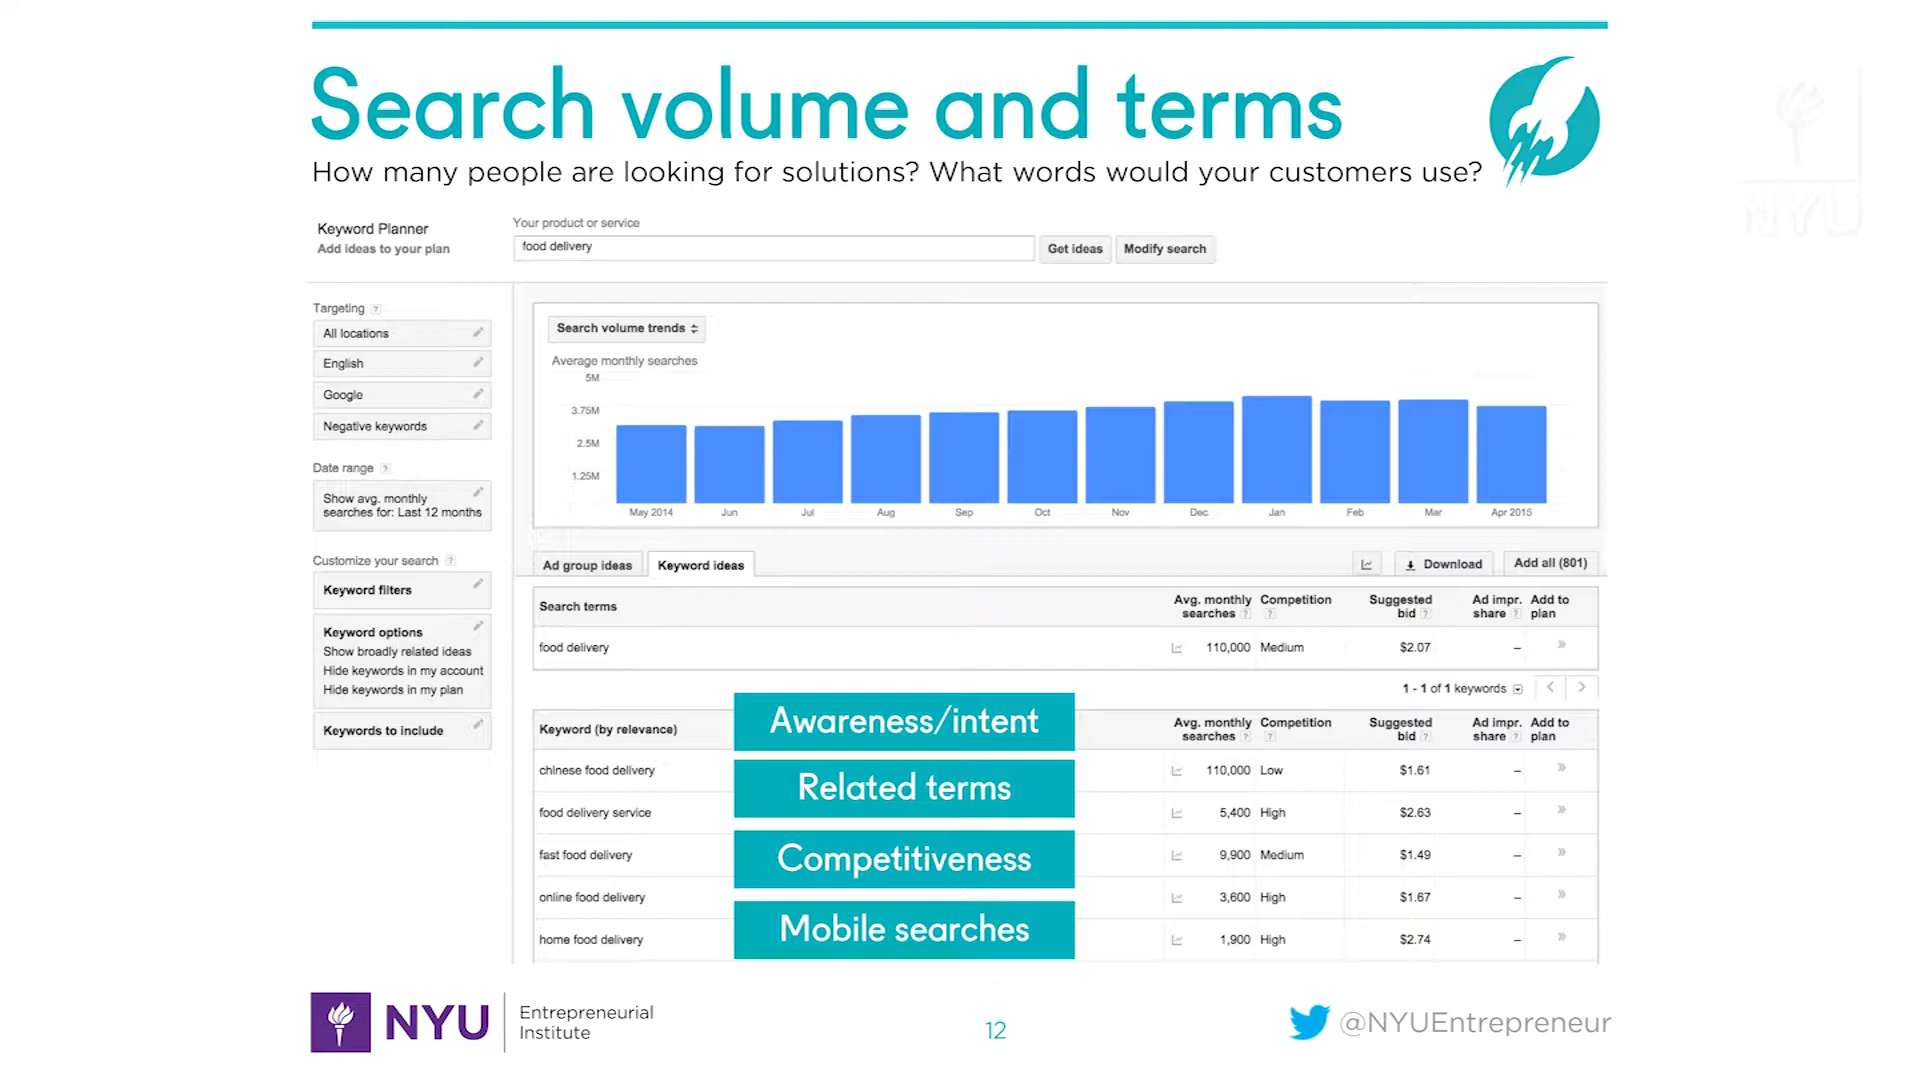 Search volume and terms
How many people are looking for solutions? What words would your customers use?
NYU
Keyword Planner
Add ideas to your plan
Your product or service
food delivery
Get ideas
Modify search
Targeting ?
All locations
English
Google
Negative keywords
Date range ?
Show avg. monthly
searches for: Last 12 months
Customize your search ?
Keyword filters
Keyword options
Show broadly related ideas
Hide keywords in my account
Hide keywords in my plan
Keywords to include
Search volume trends
Average monthly searches
5M
3.75M
2.5M
1.25M
May 2014 Jun Jul Aug Sep Oct Nov Dec Jan Feb Mar Apr 2015
Ad group ideas Keyword ideas Download Add all (801)
Search terms Avg. monthly searches ? Competition ? Suggested bid ? Ad impr. share ? Add to plan
food delivery 110,000 Medium $2.07 – »
1 - 1 of 1 keywords
Keyword (by relevance) Avg. monthly searches ? Competition ? Suggested bid ? Ad impr. share ? Add to plan
chinese food delivery 110,000 Low $1.61 – »
food delivery service 5,400 High $2.63 – »
fast food delivery 9,900 Medium $1.49 – »
online food delivery 3,600 High $1.67 – »
home food delivery 1,900 High $2.74 – »
Awareness/intent
Related terms
Competitiveness
Mobile searches
NYU
Entrepreneurial
Institute
12
@NYUEntrepreneur